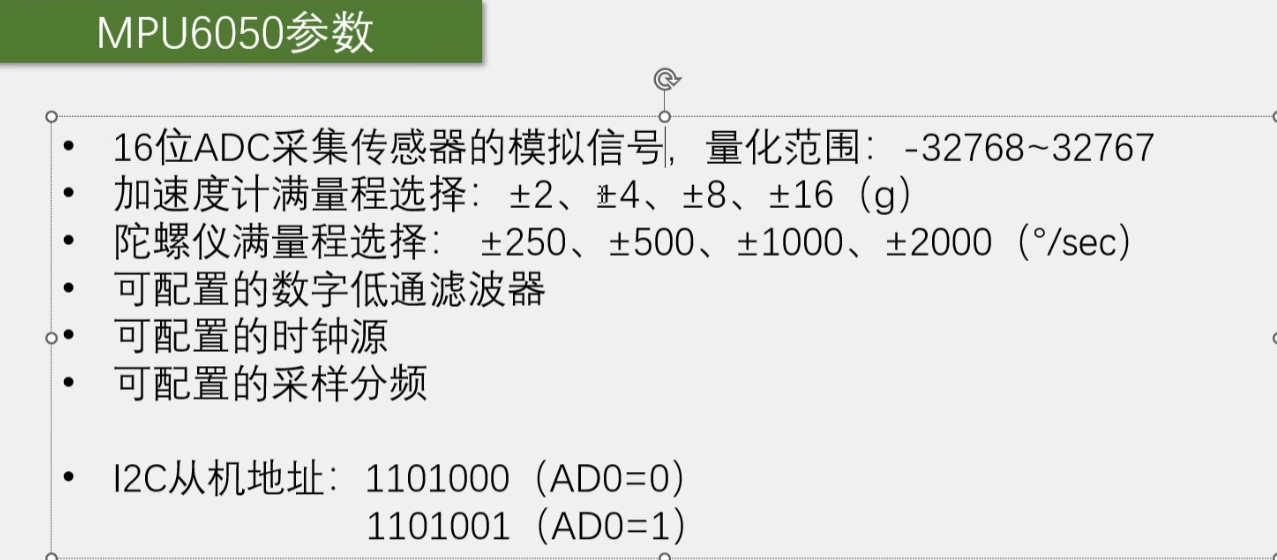 MPU6050参数
• 16位ADC采集传感器的模拟信号，量化范围：-32768~32767
• 加速度计满量程选择：±2、±4、±8、±16（g）
• 陀螺仪满量程选择： ±250、±500、±1000、±2000（°/sec）
• 可配置的数字低通滤波器
• 可配置的时钟源
• 可配置的采样分频
• I2C从机地址：1101000（AD0=0）
1101001（AD0=1）